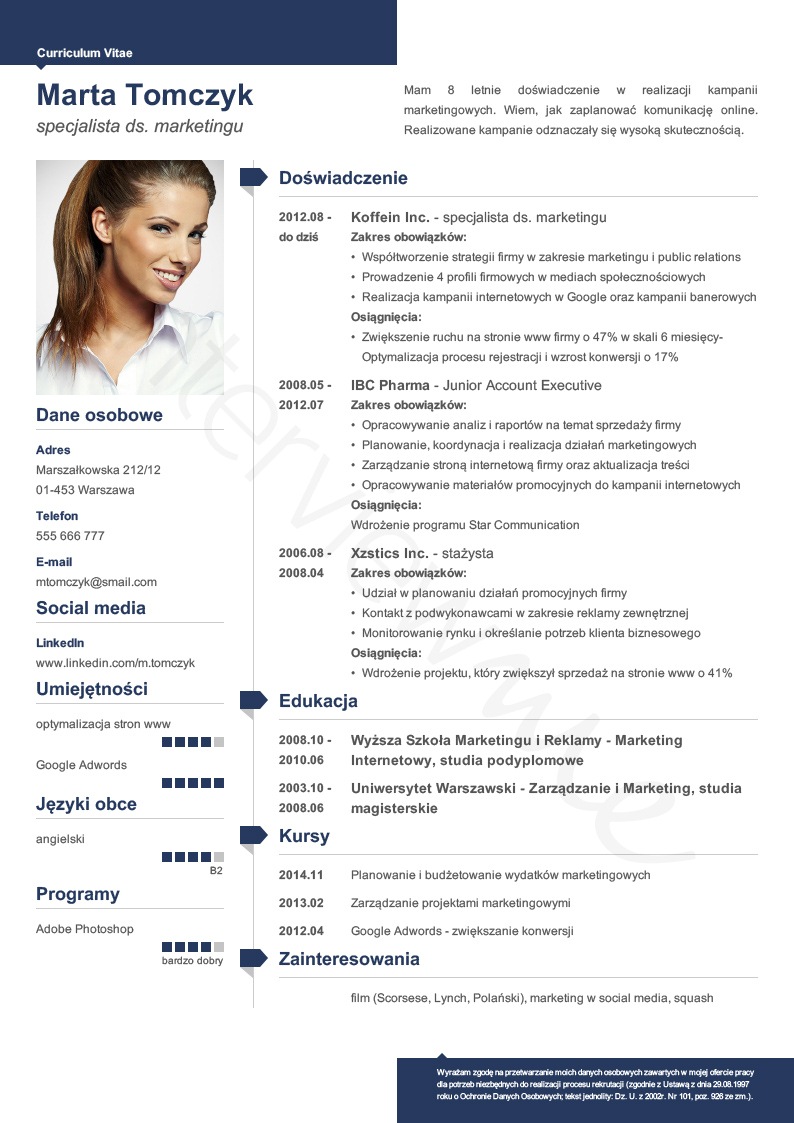 Curriculum Vitae
Marta Tomczyk
specjalista ds. marketingu
Mam 8 letnie doświadczenie w realizacji kampanii
marketingowych. Wiem, jak zaplanować komunikację online.
Realizowane kampanie odznaczały się wysoką skutecznością.
Dane osobowe
Adres
Marszałkowska 212/12
01-453 Warszawa
Telefon
555 666 777
E-mail
mtomczyk@smail.com
Social media
LinkedIn
www.linkedin.com/m.tomczyk
Umiejętności
optymalizacja stron www
Google Adwords
Języki obce
angielski
B2
Programy
Adobe Photoshop
bardzo dobry
Doświadczenie
2012.08 - Koffein Inc. - specjalista ds. marketingu
do dziś Zakres obowiązków:
• Współtworzenie strategii firmy w zakresie marketingu i public relations
• Prowadzenie 4 profili firmowych w mediach społecznościowych
• Realizacja kampanii internetowych w Google oraz kampanii banerowych
Osiągnięcia:
• Zwiększenie ruchu na stronie www firmy o 47% w skali 6 miesięcy-
Optymalizacja procesu rejestracji i wzrost konwersji o 17%
2008.05 - IBC Pharma - Junior Account Executive
2012.07 Zakres obowiązków:
• Opracowywanie analiz i raportów na temat sprzedaży firmy
• Planowanie, koordynacja i realizacja działań marketingowych
• Zarządzanie stroną internetową firmy oraz aktualizacja treści
• Opracowywanie materiałów promocyjnych do kampanii internetowych
Osiągnięcia:
Wdrożenie programu Star Communication
2006.08 - Xzstics Inc. - stażysta
2008.04 Zakres obowiązków:
• Udział w planowaniu działań promocyjnych firmy
• Kontakt z podwykonawcami w zakresie reklamy zewnętrznej
• Monitorowanie rynku i określanie potrzeb klienta biznesowego
Osiągnięcia:
• Wdrożenie projektu, który zwiększył sprzedaż na stronie www o 41%
Edukacja
2008.10 - Wyższa Szkoła Marketingu i Reklamy - Marketing
2010.06 Internetowy, studia podyplomowe
2003.10 - Uniwersytet Warszawski - Zarządzanie i Marketing, studia
2008.06 magisterskie
Kursy
2014.11 Planowanie i budżetowanie wydatków marketingowych
2013.02 Zarządzanie projektami marketingowymi
2012.04 Google Adwords - zwiększanie konwersji
Zainteresowania
film (Scorsese, Lynch, Polański), marketing w social media, squash
Wyrażam zgodę na przetwarzanie moich danych osobowych zawartych w mojej ofercie pracy
dla potrzeb niezbędnych do realizacji procesu rekrutacji (zgodnie z Ustawą z dnia 29.08.1997
roku o Ochronie Danych Osobowych; tekst jednolity: Dz. U. z 2002r. Nr 101, poz. 926 ze zm.).
interviewme